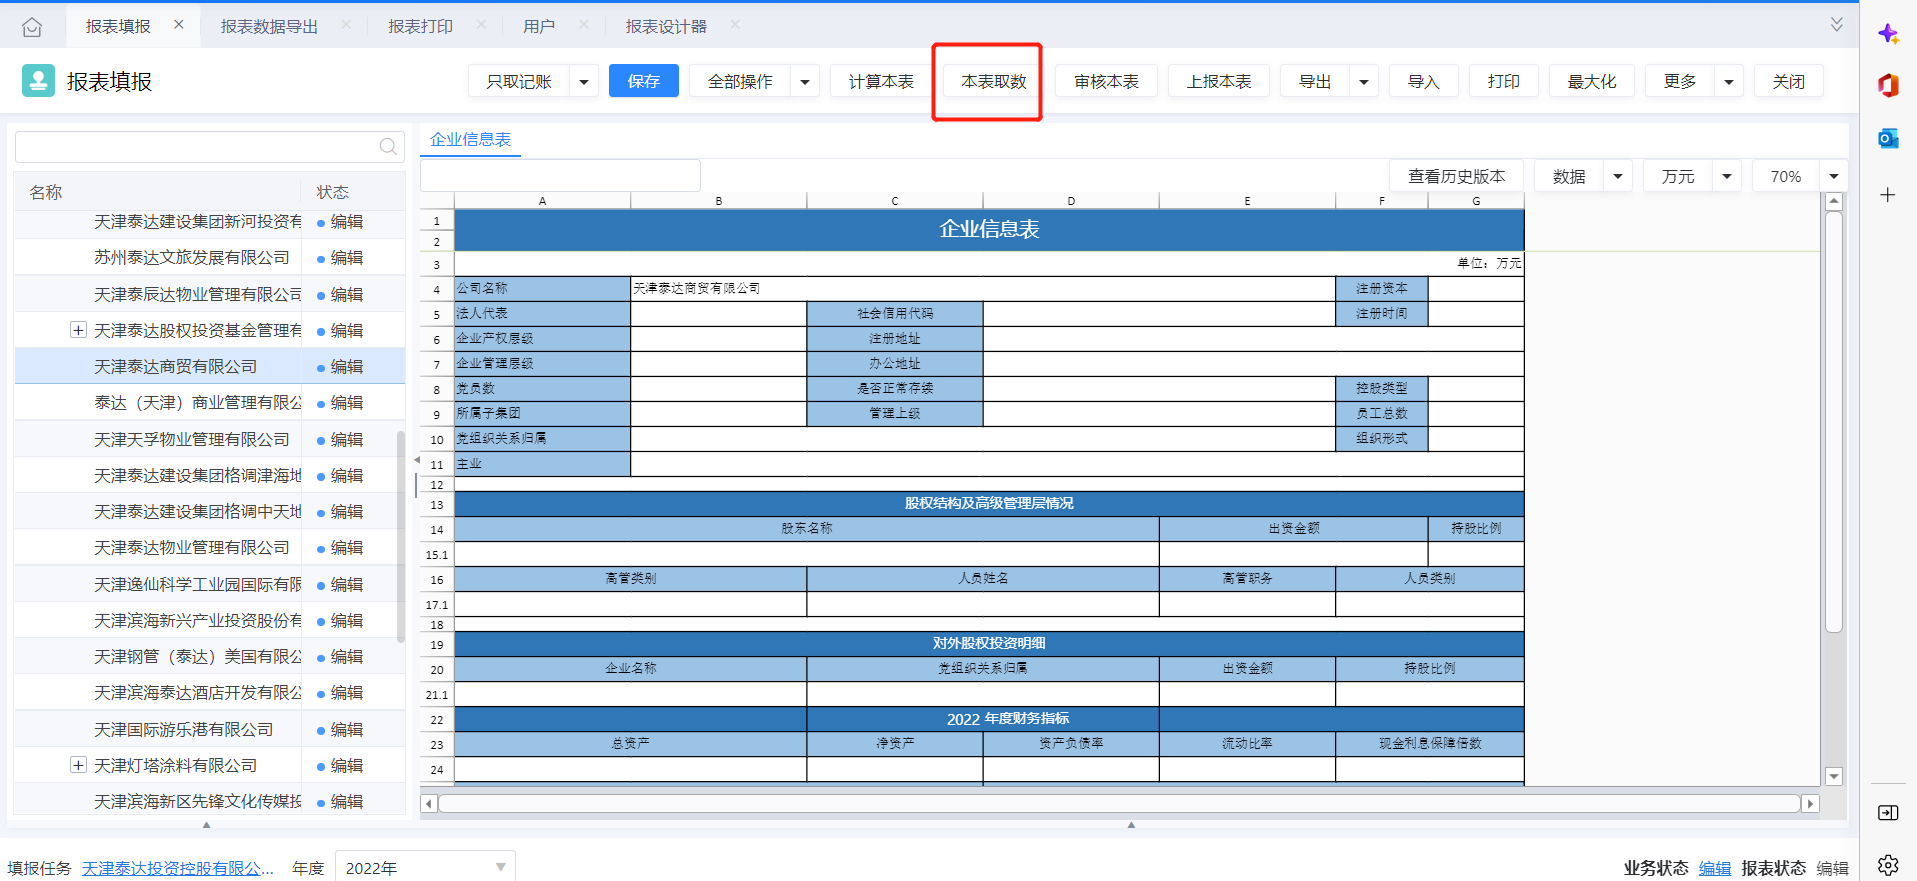 报表填报 × 报表数据导出 × 报表打印 × 用户 × 报表设计器 ×
报表填报 只取记账 保存 全部操作 计算本表 本表取数 审核本表 上报本表 导出 导入 打印 最大化 更多 关闭
企业信息表
查看历史版本 数据 万元 70%
名称 状态
天津泰达建设集团新河投资有 编辑
苏州泰达文旅发展有限公司 编辑
天津泰辰达物业管理有限公司 编辑
天津泰达股权投资基金管理有 编辑
天津泰达商贸有限公司 编辑
泰达（天津）商业管理有限公 编辑
天津天孚物业管理有限公司 编辑
天津泰达建设集团格调津海地 编辑
天津泰达建设集团格调中天地 编辑
天津泰达物业管理有限公司 编辑
天津逸仙科学工业园国际有限 编辑
天津滨海新兴产业投资股份有 编辑
天津钢管（泰达）美国有限公 编辑
天津滨海泰达酒店开发有限公 编辑
天津国际游乐港有限公司 编辑
天津灯塔涂料有限公司 编辑
天津滨海新区先锋文化传媒投 编辑
A B C D E F G
1
企业信息表
2
3 单位：万元
4 公司名称 天津泰达商贸有限公司 注册资本
5 法人代表 社会信用代码 注册时间
6 企业产权层级 注册地址
7 企业管理层级 办公地址
8 党员数 是否正常存续 控股类型
9 所属子集团 管理上级 员工总数
10 党组织关系归属 组织形式
11 主业
12
13 股权结构及高级管理层情况
14 股东名称 出资金额 持股比例
15.1
16 高管类别 人员姓名 高管职务 人员类别
17.1
18
19 对外股权投资明细
20 企业名称 党组织关系归属 出资金额 持股比例
21.1
22 2022 年度财务指标
23 总资产 净资产 资产负债率 流动比率 现金利息保障倍数
24
填报任务 天津泰达投资控股有限公... 年度 2022年 业务状态 编辑 报表状态 编辑